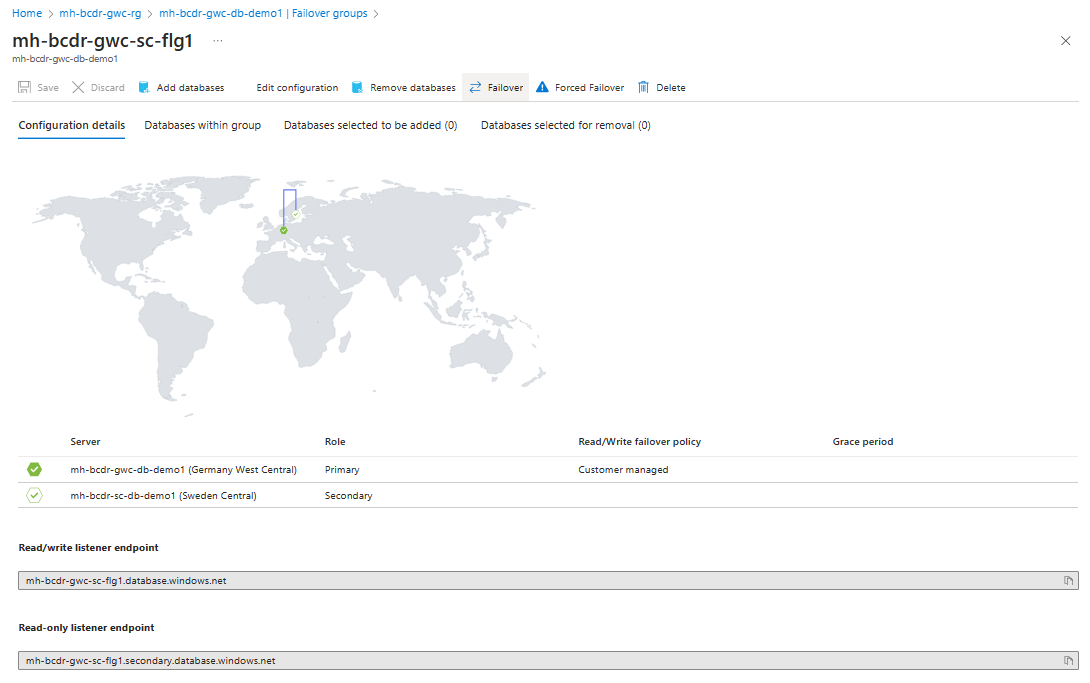 Home > mh-bcdr-gwc-rg > mh-bcdr-gwc-db-demo1 | Failover groups >
mh-bcdr-gwc-sc-flg1 ...
mh-bcdr-gwc-db-demo1
Save Discard Add databases Edit configuration Remove databases Failover Forced Failover Delete
Configuration details Databases within group Databases selected to be added (0) Databases selected for removal (0)
Server Role Read/Write failover policy Grace period
mh-bcdr-gwc-db-demo1 (Germany West Central) Primary Customer managed
mh-bcdr-sc-db-demo1 (Sweden Central) Secondary
Read/write listener endpoint
mh-bcdr-gwc-sc-flg1.database.windows.net
Read-only listener endpoint
mh-bcdr-gwc-sc-flg1.secondary.database.windows.net